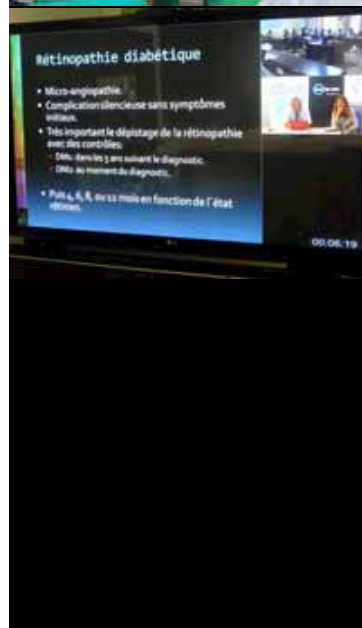 Rétinopathie diabétique
• Micro-angiopathie.
• Complication silencieuse sans symptômes
initiaux.
• Très important le dépistage de la rétinopathie
avec des contrôles:
- DM1: dans les 5 ans suivant le diagnostic.
- DM2: au moment du diagnostic.
• Puis 4, 6, 8, ou 12 mois en fonction de l'état
rétinien.
00:06:19
LG